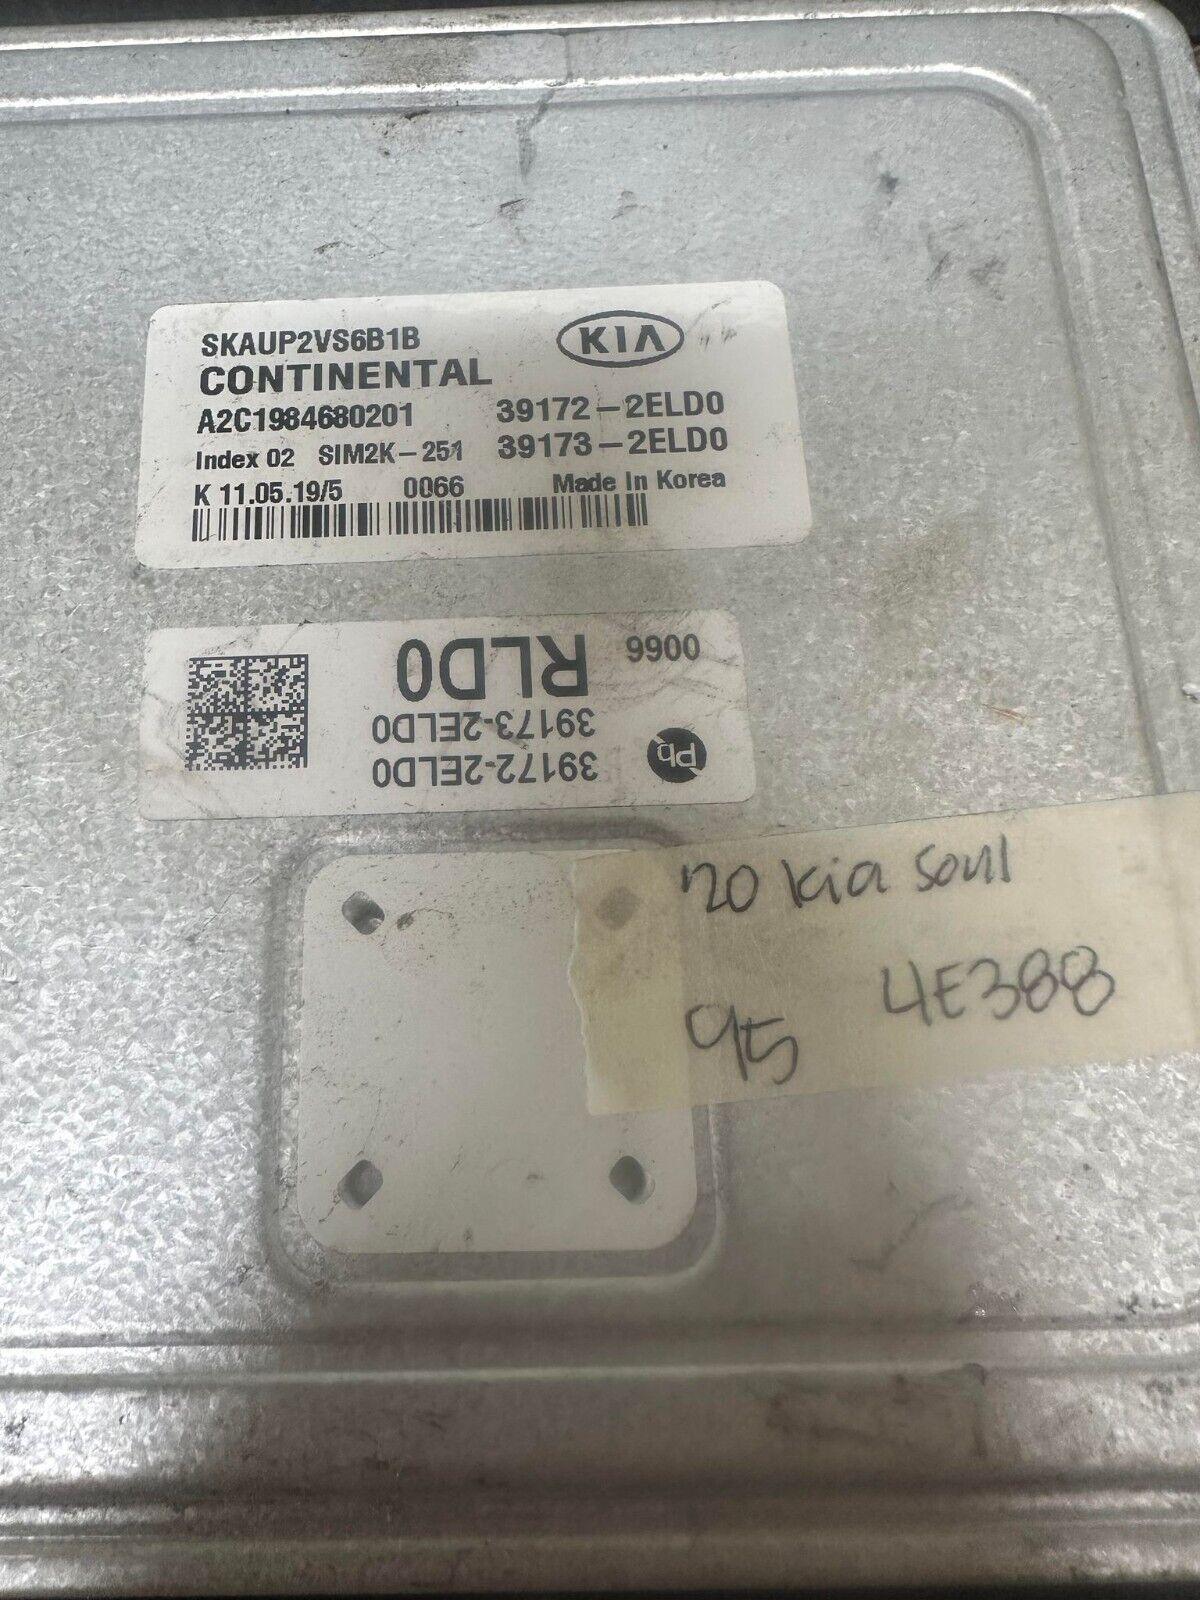 SKAUP2VS6B1B
KIA
CONTINENTAL
A2C1984680201 39172-2ELD0
Index 02 SIM2K-251 39173-2ELD0
K 11.05.19/5 0066 Made In Korea
39172-2ELD0
39173-2ELD0
Pb
RLD0
0066
'20 kia soul
95 4E388